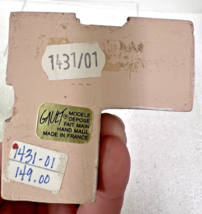 1431/01
GAULT
MODELE
DEPOSE
FAIT MAIN
HAND MADE
MADE IN FRANCE
1431-01
149.00